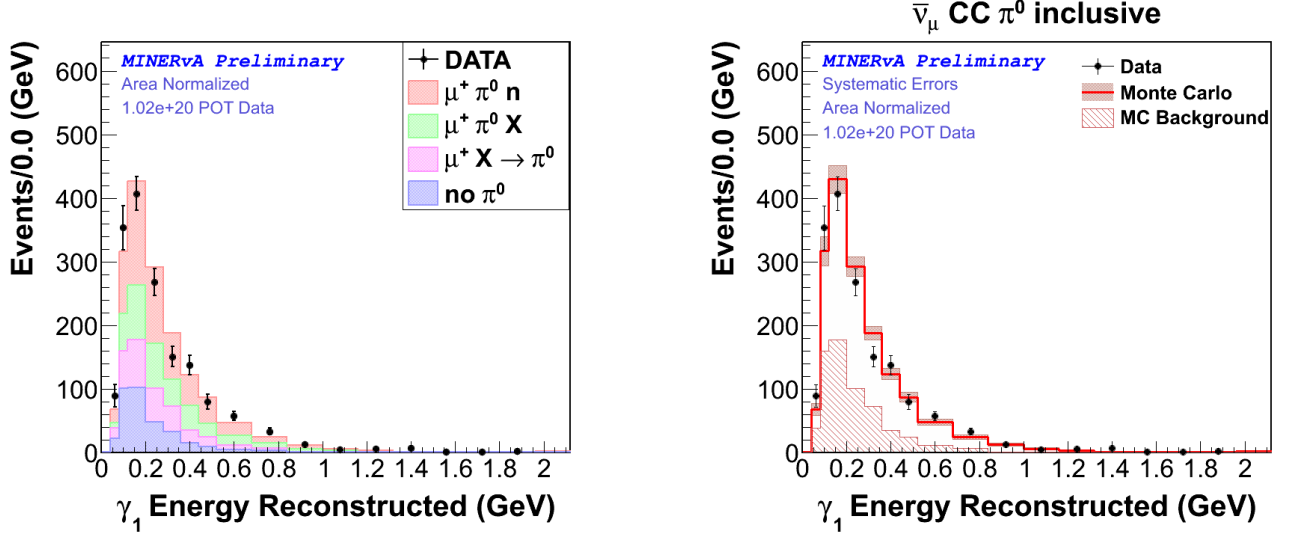 ν̅μ CC π⁰ inclusive
Events/0.0 (GeV)
600
500
400
300
200
100
0
MINERvA Preliminary
Area Normalized
1.02e+20 POT Data
DATA
μ⁺ π⁰ n
μ⁺ π⁰ X
μ⁺ X → π⁰
no π⁰
0 0.2 0.4 0.6 0.8 1 1.2 1.4 1.6 1.8 2
γ₁ Energy Reconstructed (GeV)
Events/0.0 (GeV)
600
500
400
300
200
100
0
MINERvA Preliminary
Systematic Errors
Area Normalized
1.02e+20 POT Data
Data
Monte Carlo
MC Background
0 0.2 0.4 0.6 0.8 1 1.2 1.4 1.6 1.8 2
γ₁ Energy Reconstructed (GeV)